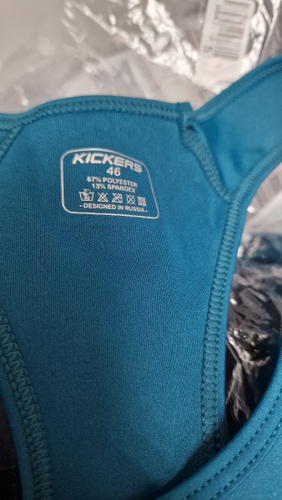 KICKERS
46
87% POLYESTER
13% SPANDEX
- DESIGNED IN RUSSIA -